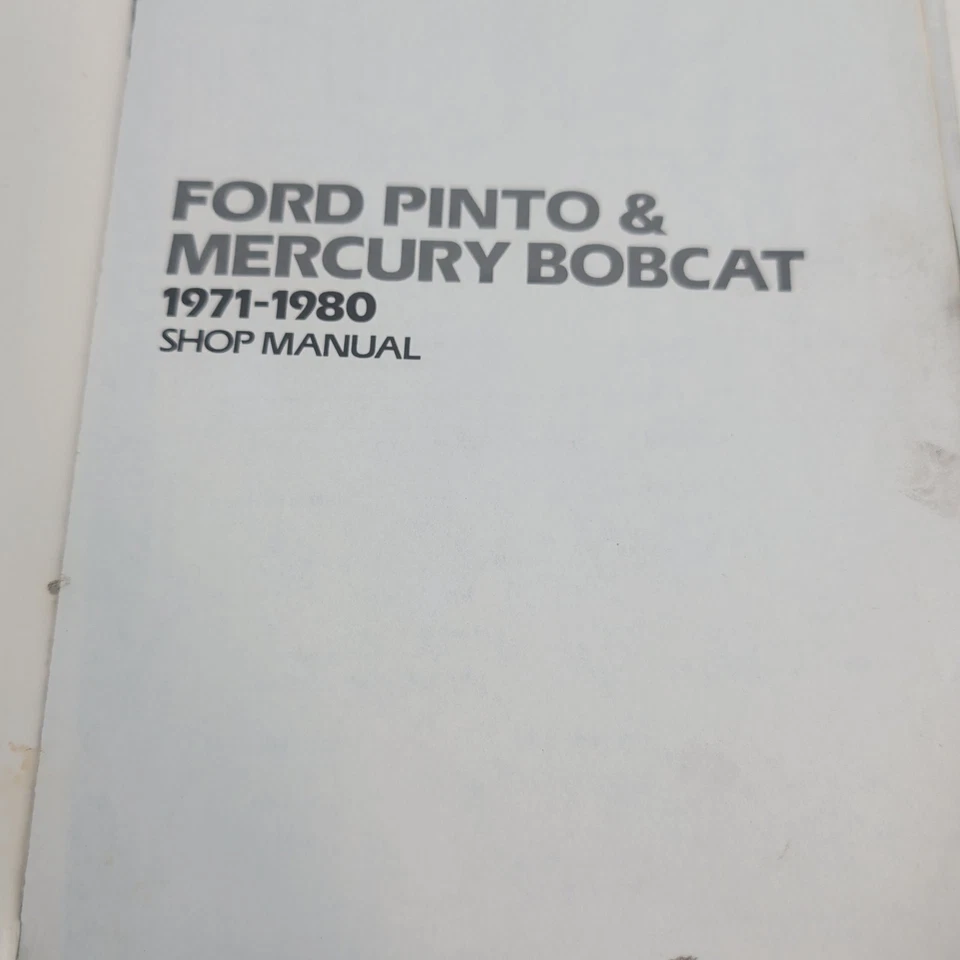 FORD PINTO &
MERCURY BOBCAT
1971-1980
SHOP MANUAL